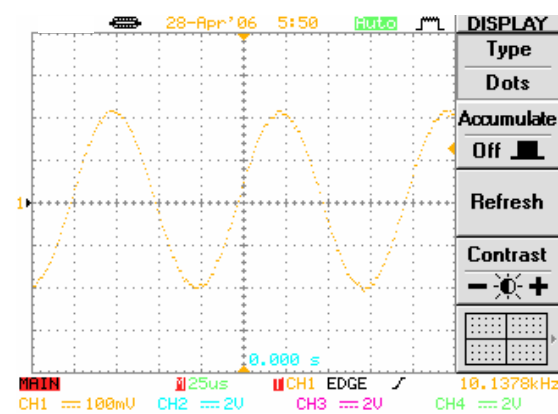 28-Apr'06 5:50 Auto
DISPLAY
Type
Dots
Accumulate
Off
Refresh
Contrast
1
0.000 s
MAIN M 25us T CH1 EDGE 10.1378kHz
CH1 100mV CH2 2V CH3 2V CH4 2V